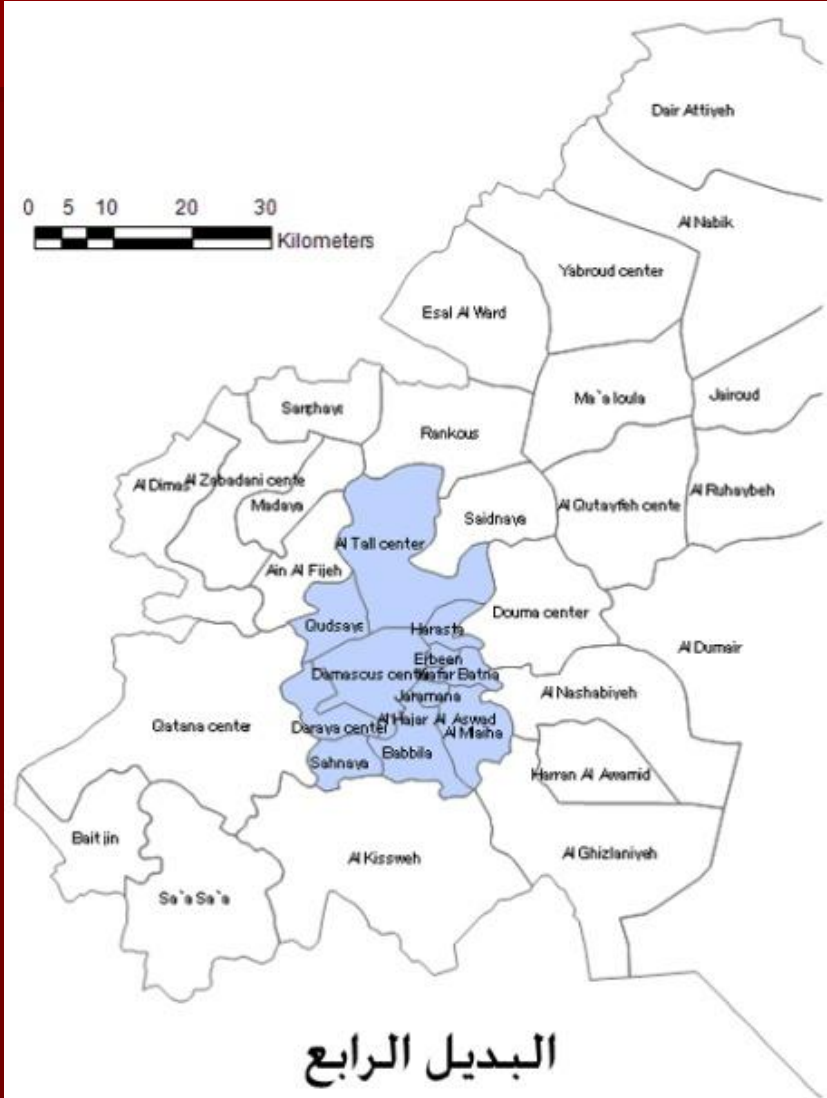 Dair Attiyeh
0 5 10 20 30
Kilometers
Al Nabik
Yabroud center
Esal Al Ward
Ma`a loula
Jairoud
Rankous
Al Dimas
Al Zabadani cente
Madaya
Al Qutayfeh cente
Al Ruhaybeh
Saidnaya
Al Tall center
Ain Al Fijeh
Qudsaya
Harasta
Douma center
Al Dumair
Erbeen
Kafar Batna
Damascus center
Jaramana
Al Nashabiyeh
Qatana center
Daraya center
Al Hajar Al Aswad
Al Mlaiha
Sahnaya
Babbila
Harran Al Awamid
Bait jin
Al Kissweh
Al Ghizlaniyeh
Sa`a Sa`a
البديل الرابع